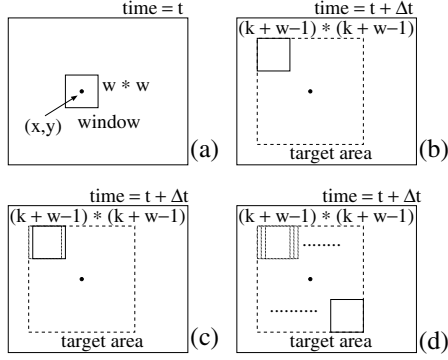 time = t
w * w
(x,y)
window
(a)
time = t + Δt
(k + w−1) * (k + w−1)
target area
(b)
time = t + Δt
(k + w−1) * (k + w−1)
target area
(c)
time = t + Δt
(k + w−1) * (k + w−1)
target area
(d)